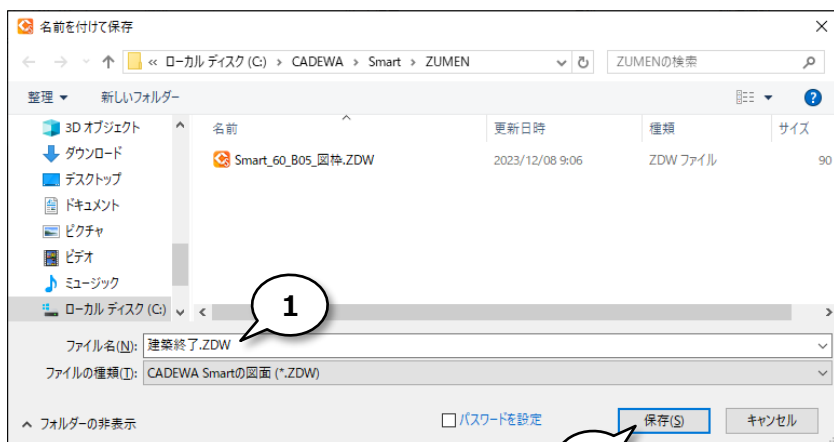 名前を付けて保存
« ローカル ディスク (C:) › CADEWA › Smart › ZUMEN
ZUMENの検索
整理 新しいフォルダー
名前 更新日時 種類 サイズ
Smart_60_B05_図枠.ZDW 2023/12/08 9:06 ZDW ファイル 90
3D オブジェクト
ダウンロード
デスクトップ
ドキュメント
ピクチャ
ビデオ
ミュージック
ローカル ディスク (C:)
1
ファイル名(N): 建築終了.ZDW
ファイルの種類(T): CADEWA Smartの図面 (*.ZDW)
フォルダーの非表示
パスワードを設定
保存(S)
キャンセル